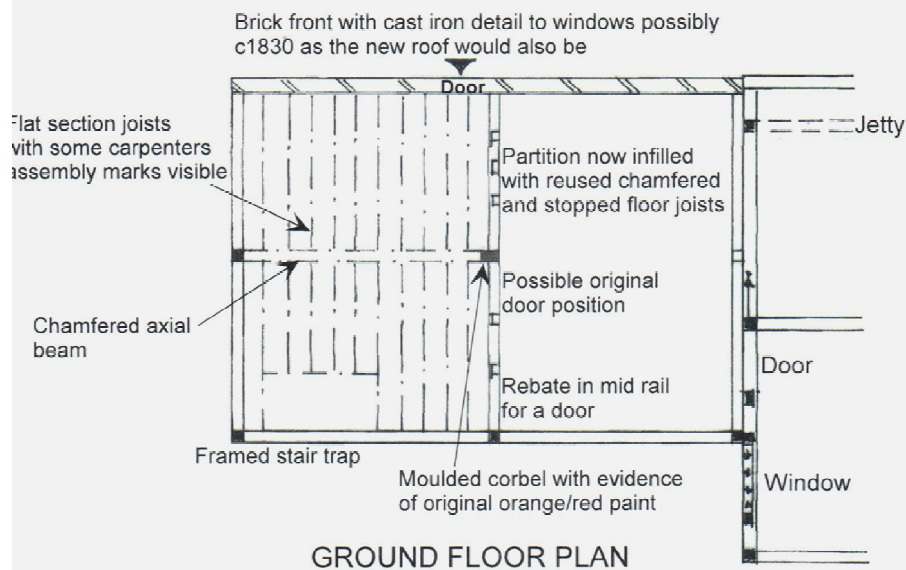 Brick front with cast iron detail to windows possibly
c1830 as the new roof would also be
Door
Flat section joists
with some carpenters
assembly marks visible
Jetty
Partition now infilled
with reused chamfered
and stopped floor joists
Possible original
door position
Chamfered axial
beam
Door
Rebate in mid rail
for a door
Framed stair trap
Moulded corbel with evidence
of original orange/red paint
Window
GROUND FLOOR PLAN